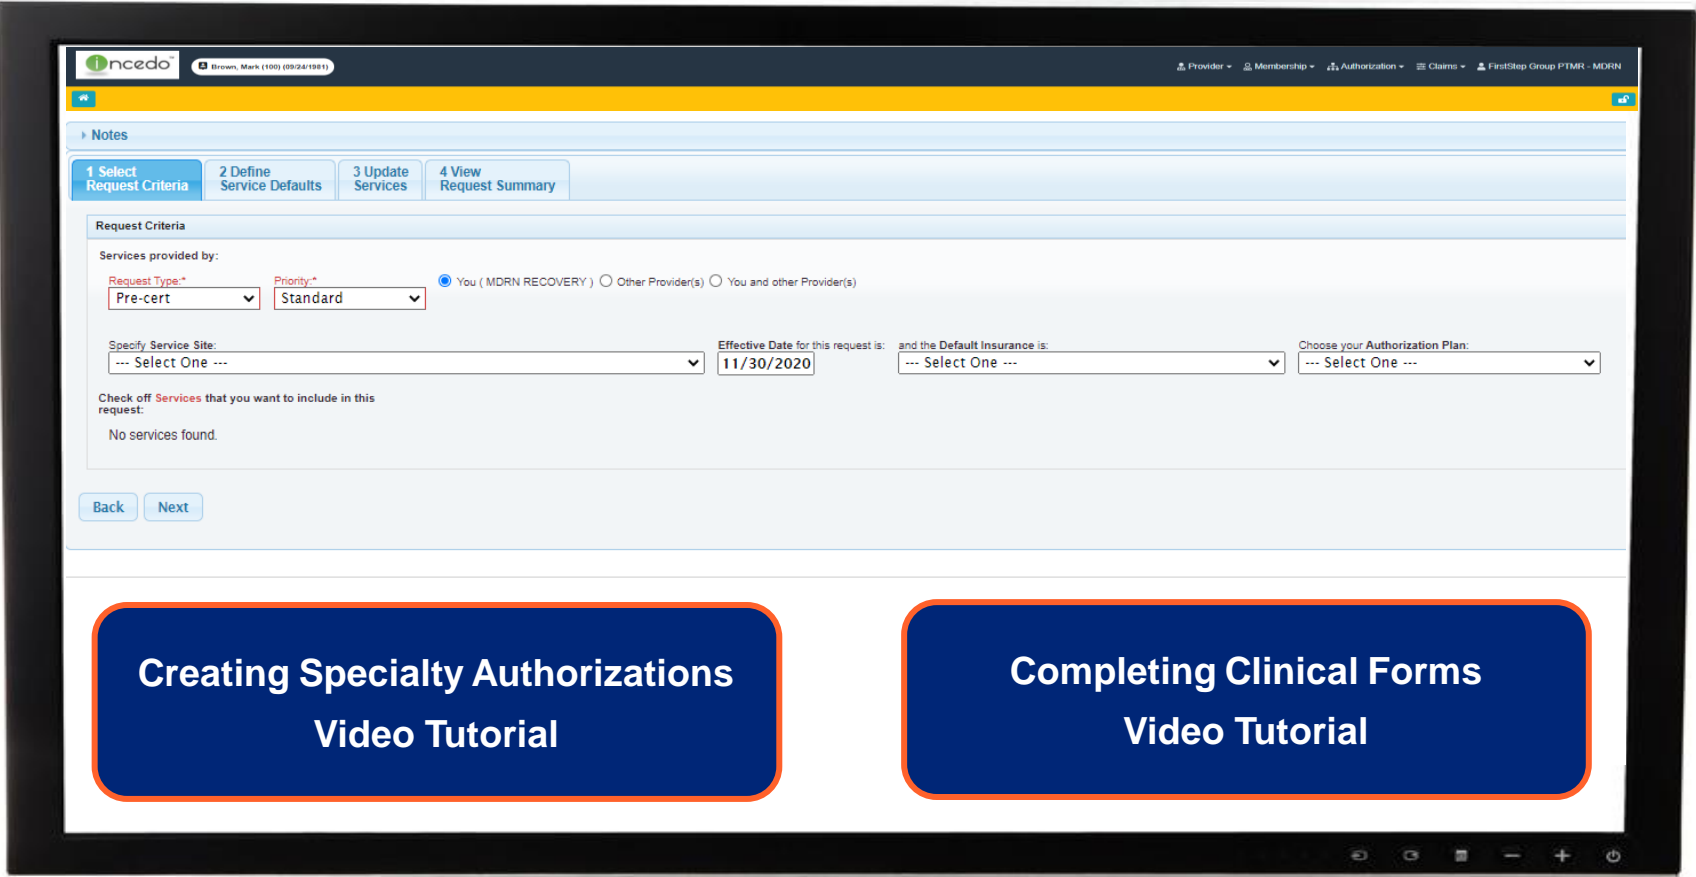 incedo™
Brown, Mark (100) (09/24/1981)
Provider
Membership
Authorization
Claims
FirstStep Group PTMR - MDRN
Notes
1 Select
Request Criteria
2 Define
Service Defaults
3 Update
Services
4 View
Request Summary
Request Criteria
Services provided by:
Request Type:*
Priority:*
Pre-cert
Standard
You ( MDRN RECOVERY )
Other Provider(s)
You and other Provider(s)
Specify Service Site:
Effective Date for this request is:
and the Default Insurance is:
Choose your Authorization Plan:
--- Select One ---
11/30/2020
--- Select One ---
--- Select One ---
Check off Services that you want to include in this
request:
No services found.
Back
Next
Creating Specialty Authorizations
Video Tutorial
Completing Clinical Forms
Video Tutorial